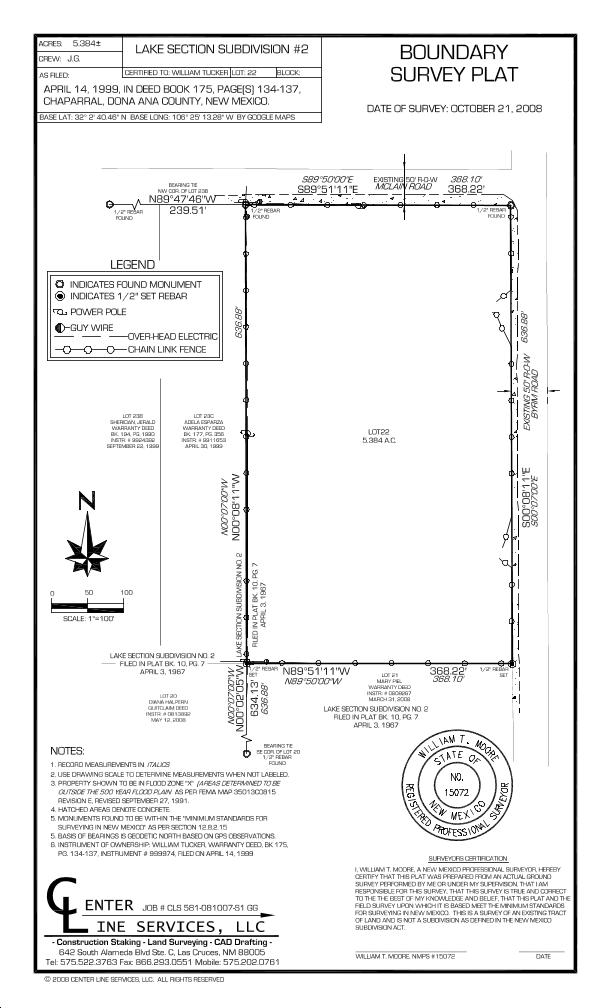 ACRES: 5.384±
CREW: J.G.
LAKE SECTION SUBDIVISION #2
AS FILED:
CERTIFIED TO: WILLIAM TUCKER LOT: 22 BLOCK:
APRIL 14, 1999, IN DEED BOOK 175, PAGE(S) 134-137,
CHAPARRAL, DONA ANA COUNTY, NEW MEXICO.
BASE LAT: 32° 2' 40.46" N BASE LONG: 106° 25' 13.28" W BY GOOGLE MAPS
BOUNDARY
SURVEY PLAT
DATE OF SURVEY: OCTOBER 21, 2008
BEARING TIE
NW COR. OF LOT 23B
N89°47'46"W
239.51'
1/2" REBAR
FOUND
1/2" REBAR
FOUND
S89°50'00"E
S89°51'11"E
EXISTING 50' R-O-W
MCLAIN ROAD
368.10'
368.22'
1/2" REBAR
FOUND
LEGEND
INDICATES FOUND MONUMENT
INDICATES 1/2" SET REBAR
POWER POLE
GUY WIRE
OVER-HEAD ELECTRIC
CHAIN LINK FENCE
636.88'
636.88'
EXISTING 50' R-O-W
BYRM ROAD
LOT 23B
SHERIDAN, JERALD
WARRANTY DEED
BK. 194, PG. 1990
INSTR. # 9924382
SEPTEMBER 22, 1999
LOT 23C
ADELA ESPARZA
WARRANTY DEED
BK. 177, PG. 356
INSTR. # 9911653
APRIL 30, 1999
LOT22
5.384 A.C.
N00°07'00"W
N00°08'11"W
S00°08'11"E
S00°07'00"E
N
0 50 100
SCALE: 1"=100'
LAKE SECTION SUBDIVISION NO. 2
FILED IN PLAT BK. 10, PG. 7
APRIL 3, 1967
LAKE SECTION SUBDIVISION NO. 2
FILED IN PLAT BK. 10, PG. 7
APRIL 3, 1967
1/2" REBAR
SET
N89°51'11"W
N89°50'00"W
368.22'
368.10'
1/2" REBAR
SET
LOT 20
DIANA HALPERN
QUITCLAIM DEED
INSTR. # 0813892
MAY 12, 2008
N00°07'00"W
N00°02'05"W
634.13'
636.88'
LOT 21
MARY PIEL
WARRANTY DEED
MARCH 31, 2008
LAKE SECTION SUBDIVISION NO. 2
FILED IN PLAT BK. 10, PG. 7
APRIL 3, 1967
BEARING TIE
SE COR. OF LOT 20
1/2" REBAR
FOUND
NOTES:
1. RECORD MEASUREMENTS IN ITALICS
2. USE DRAWING SCALE TO DETERMINE MEASUREMENTS WHEN NOT LABELED.
3. PROPERTY SHOWN TO BE IN FLOOD ZONE "X" (AREAS DETERMINED TO BE
OUTSIDE THE 500 YEAR FLOOD PLAIN) AS PER FEMA MAP 35013C0815
REVISION E, REVISED SEPTEMBER 27, 1991.
4. HATCHED AREAS DENOTE CONCRETE.
5. MONUMENTS FOUND TO BE WITHIN THE "MINIMUM STANDARDS FOR
SURVEYING IN NEW MEXICO" AS PER SECTION 12.8.2.15
5. BASIS OF BEARINGS IS GEODETIC NORTH BASED ON GPS OBSERVATIONS.
6. INSTRUMENT OF OWNERSHIP: WILLIAM TUCKER, WARRANTY DEED, BK 175,
PG. 134-137, INSTRUMENT # 999974, FILED ON APRIL 14, 1999
WILLIAM T. MOORE
STATE OF
NO.
15072
NEW MEXICO
REGISTERED PROFESSIONAL SURVEYOR
SURVEYORS CERTIFICATION
I, WILLIAM T. MOORE, A NEW MEXICO PROFESSIONAL SURVEYOR, HEREBY
CERTIFY THAT THIS PLAT WAS PREPARED FROM AN ACTUAL GROUND
SURVEY PERFORMED BY ME OR UNDER MY SUPERVISION, THAT I AM
RESPONSIBLE FOR THIS SURVEY, THAT THIS SURVEY IS TRUE AND CORRECT
TO THE THE BEST OF MY KNOWLEDGE AND BELIEF, THAT THIS PLAT AND THE
FIELD SURVEY UPON WHICH IT IS BASED MEET THE MINIMUM STANDARDS
FOR SURVEYING IN NEW MEXICO. THIS IS A SURVEY OF AN EXISTING TRACT
OF LAND AND IS NOT A SUBDIVISION AS DEFINED IN THE NEW MEXICO
SUBDIVISION ACT.
WILLIAM T. MOORE, NMPS #15072 DATE
CENTER JOB # CLS 561-081007-S1 GG
LINE SERVICES, LLC
- Construction Staking - Land Surveying - CAD Drafting -
642 South Alameda Blvd Ste. C, Las Cruces, NM 88005
Tel: 575.522.3763 Fax: 866.293.0551 Mobile: 575.202.0761
© 2008 CENTER LINE SERVICES, LLC. ALL RIGHTS RESERVED